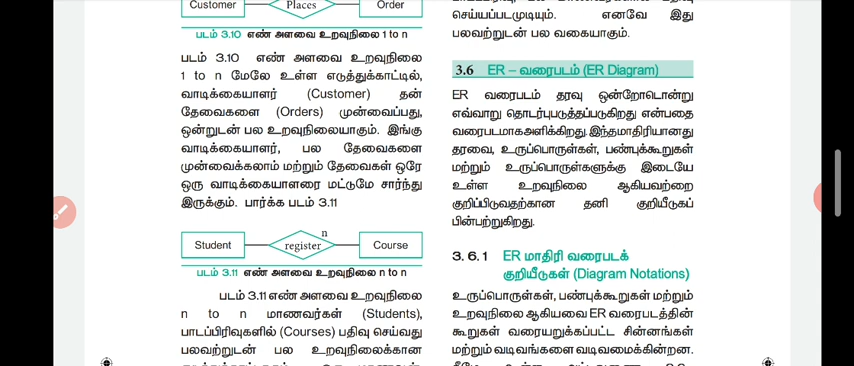 Customer
Places
Order
படம் 3.10 எண் அளவை உறவுநிலை 1 to n
படம் 3.10 எண் அளவை உறவுநிலை
1 to n மேலே உள்ள எடுத்துக்காட்டில்,
வாடிக்கையாளர் (Customer) தன்
தேவைகளை (Orders) முன்வைப்பது,
ஒன்றுடன் பல உறவுநிலையாகும். இங்கு
வாடிக்கையாளர், பல தேவைகளை
முன்வைக்கலாம் மற்றும் தேவைகள் ஒரே
ஒரு வாடிக்கையாளரை மட்டுமே சார்ந்து
இருக்கும். பார்க்க படம் 3.11
n
Student
register
Course
படம் 3.11 எண் அளவை உறவுநிலை n to n
படம் 3.11 எண் அளவை உறவுநிலை
n to n மாணவர்கள் (Students),
பாடப்பிரிவுகளில் (Courses) பதிவு செய்வது
பலவற்றுடன் பல உறவுநிலைக்கான
செய்யப்படமுடியும். எனவே இது
பலவற்றுடன் பல வகையாகும்.
3.6 ER – வரைபடம் (ER Diagram)
ER வரைபடம் தரவு ஒன்றோடொன்று
எவ்வாறு தொடர்புபடுத்தப்படுகிறது என்பதை
வரைபடமாகஅளிக்கிறது.இந்தமாதிரியானது
தரவை, உருப்பொருள்கள், பண்புக்கூறுகள்
மற்றும் உருப்பொருள்களுக்கு இடையே
உள்ள உறவுநிலை ஆகியவற்றை
குறிப்பிடுவதற்கான தனி குறியீடுகப்
பின்பற்றுகிறது.
3.6.1 ER மாதிரி வரைபடக்
குறியீடுகள் (Diagram Notations)
உருப்பொருள்கள், பண்புக்கூறுகள் மற்றும்
உறவுநிலை ஆகியவை ER வரைபடத்தின்
கூறுகள் வரையறுக்கப்பட்ட சின்னங்கள்
மற்றும் வடிவங்களை வடிவமைக்கின்றன.